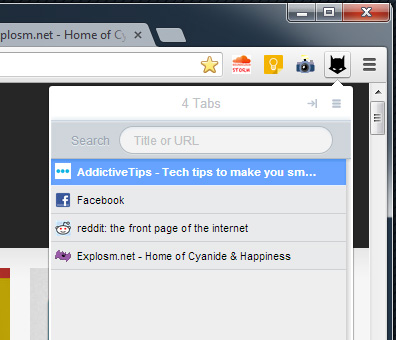 xplosm.net - Home of Cy
STORM
4 Tabs
Search Title or URL
AddictiveTips - Tech tips to make you sm...
Facebook
reddit: the front page of the internet
Explosm.net - Home of Cyanide & Happiness